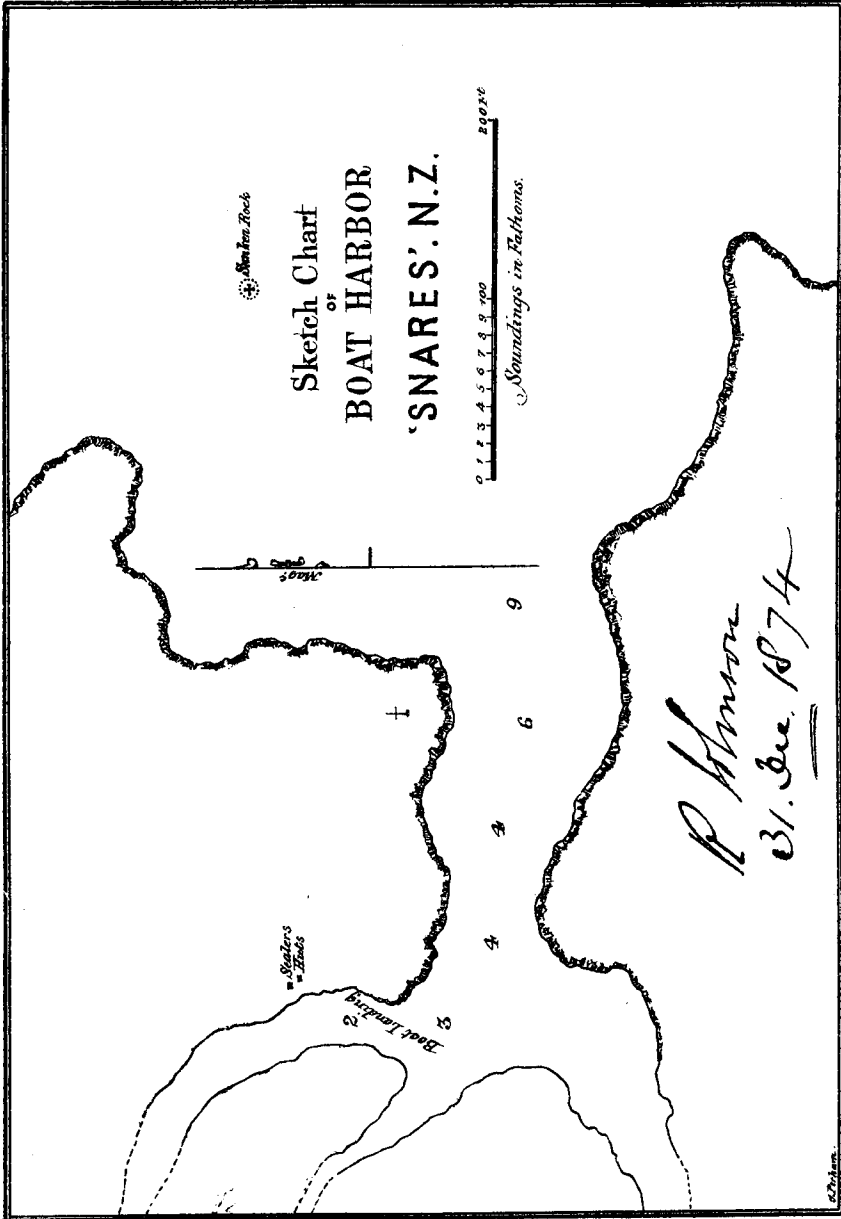 Sunken Rock
Sketch Chart
OF
BOAT HARBOR
'SNARES'. N.Z.
0 1 2 3 4 5 6 7 8 9 100 200 Ft
Soundings in Fathoms.
Mag.
9
6
4
4
3
2
Sealers
Huts
Boat Landing
R Johnson
31. Dec. 1874